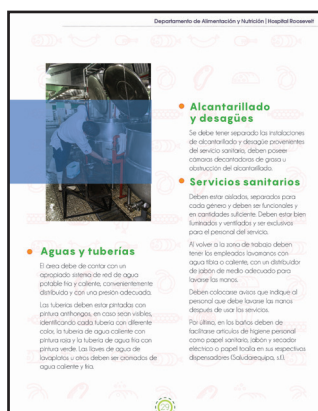 Departamento de Alimentación y Nutrición | Hospital Roosevelt
Alcantarillado
y desagües
Se debe tener separado las instalaciones
de alcantarillado y desagüe provenientes
del servicio sanitario, deben poseer
cámaras decantadoras de grasa u
obstrucción del alcantarillado.
Servicios sanitarios
Deben estar aislados, separados para
cada género y deben ser funcionales y
en cantidades suficiente. Deben estar bien
iluminados y ventilados y ser exclusivos
para el personal del servicio.
Al volver a la zona de trabajo deben
tener los empleados lavamanos con
agua tibia o caliente, con un distribuidor
de jabón de medio adecuado para
lavarse las manos.
Deben colocarse avisos que indique al
personal que debe lavarse las manos
después de usar los servicios.
Por último, en los baños deben de
facilitarse artículos de higiene personal
como papel sanitario, jabón y secador
eléctrico o papel toalla en sus respectivos
dispensadores (Saludarequipa, s.f).
Aguas y tuberías
El área debe de contar con un
apropiado sistema de red de agua
potable fría y caliente, convenientemente
distribuida y con una presión adecuada.
Las tuberías deben estar pintadas con
pintura antihongos, en caso sean visibles,
identificando cada tubería con diferente
color, la tubería de agua caliente con
pintura roja y la tubería de agua fría con
pintura verde. Las llaves de agua de
lavaplatos u otros deben ser cromados de
agua caliente y fría.
29